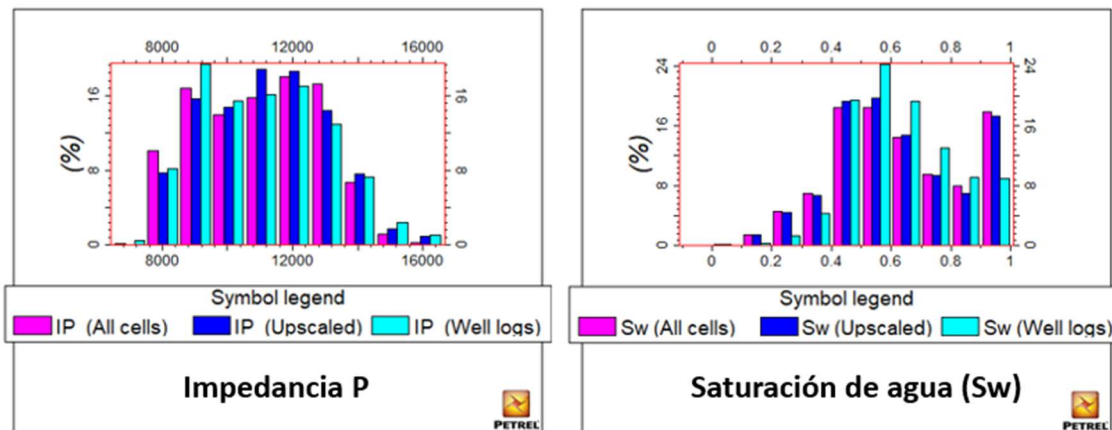 8000 12000 16000
16
8
0
(%)
16
8
0
8000 12000 16000
Symbol legend
IP (All cells) IP (Upscaled) IP (Well logs)
Impedancia P
PETREL
0 0.2 0.4 0.6 0.8 1
24
16
8
0
(%)
24
16
8
0
0 0.2 0.4 0.6 0.8 1
Symbol legend
Sw (All cells) Sw (Upscaled) Sw (Well logs)
Saturación de agua (Sw)
PETREL